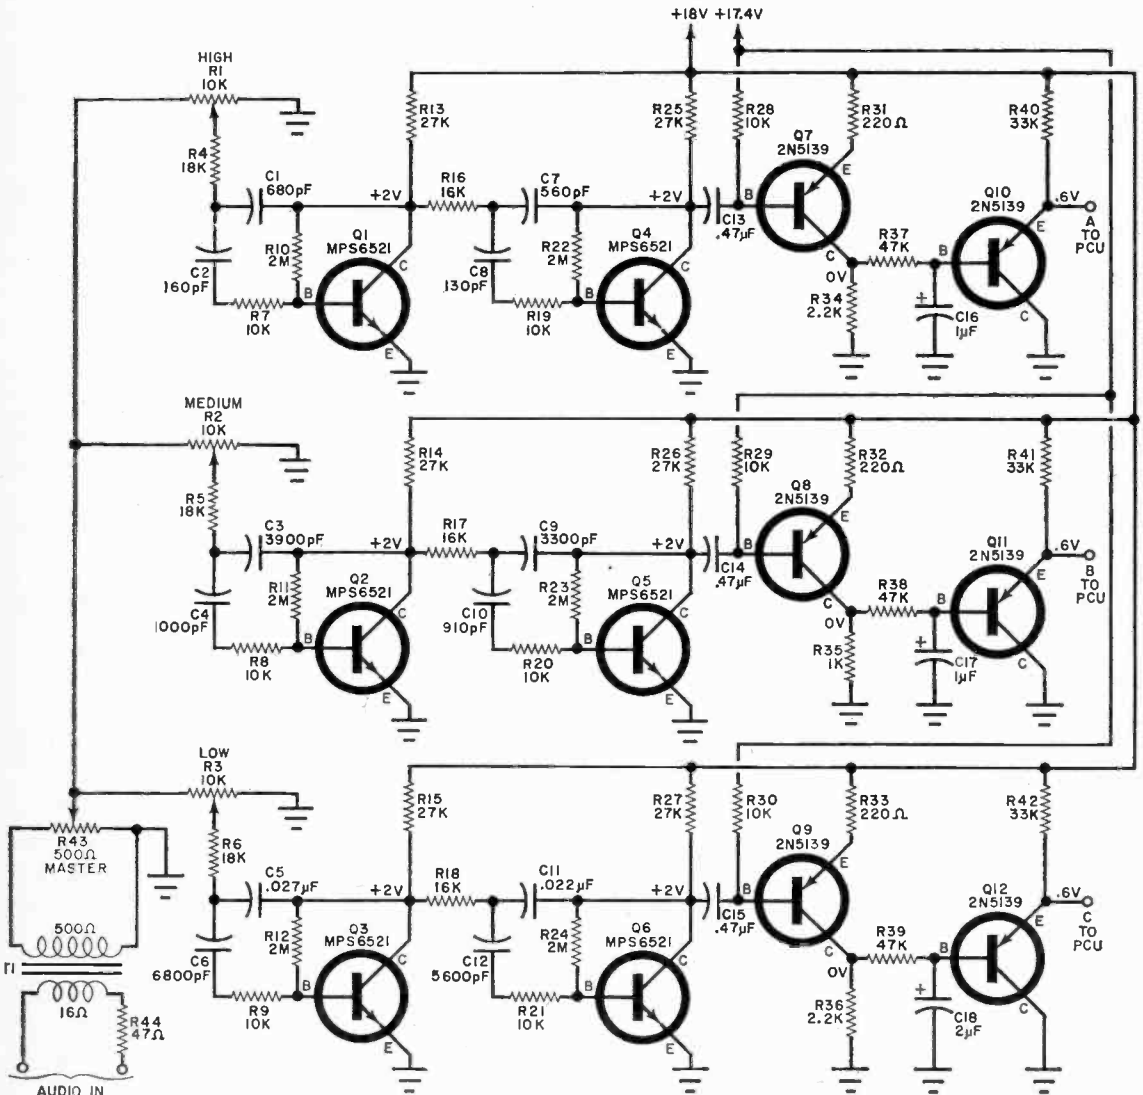 +18V +17.4V
HIGH
R1
10K
R13
27K
R25
27K
R28
10K
R31
220Ω
R40
33K
Q7
2N5139
E
R4
18K
C1
680pF
+2V
R16
16K
C7
560pF
+2V
C13
.47µF
B
C
Q10
2N5139
.6V
E
A
TO
PCU
R10
2M
Q1
MPS6521
C
R22
2M
Q4
MPS6521
C
R37
47K
B
0V
C2
160pF
C8
130pF
R34
2.2K
+
C16
1µF
C
R7
10K
B
E
R19
10K
B
E
MEDIUM
R2
10K
R14
27K
R26
27K
R29
10K
R32
220Ω
R41
33K
Q8
2N5139
E
R5
18K
C3
3900pF
+2V
R17
16K
C9
3300pF
+2V
C14
.47µF
B
C
Q11
2N5139
.6V
E
B
TO
PCU
R11
2M
Q2
MPS6521
C
R23
2M
Q5
MPS6521
C
R38
47K
B
0V
C4
1000pF
C10
910pF
R35
1K
+
C17
1µF
C
R8
10K
B
E
R20
10K
B
E
LOW
R3
10K
R15
27K
R27
27K
R30
10K
R33
220Ω
R42
33K
R43
500Ω
MASTER
Q9
2N5139
E
R6
18K
C5
.027µF
+2V
R18
16K
C11
.022µF
+2V
C15
.47µF
B
C
Q12
2N5139
.6V
E
C
TO
PCU
500Ω
R12
2M
Q3
MPS6521
C
R24
2M
Q6
MPS6521
C
R39
47K
B
0V
T1
C6
6800pF
C12
5600pF
16Ω
R44
47Ω
R9
10K
B
E
R21
10K
B
E
R36
2.2K
+
C18
2µF
C
AUDIO IN